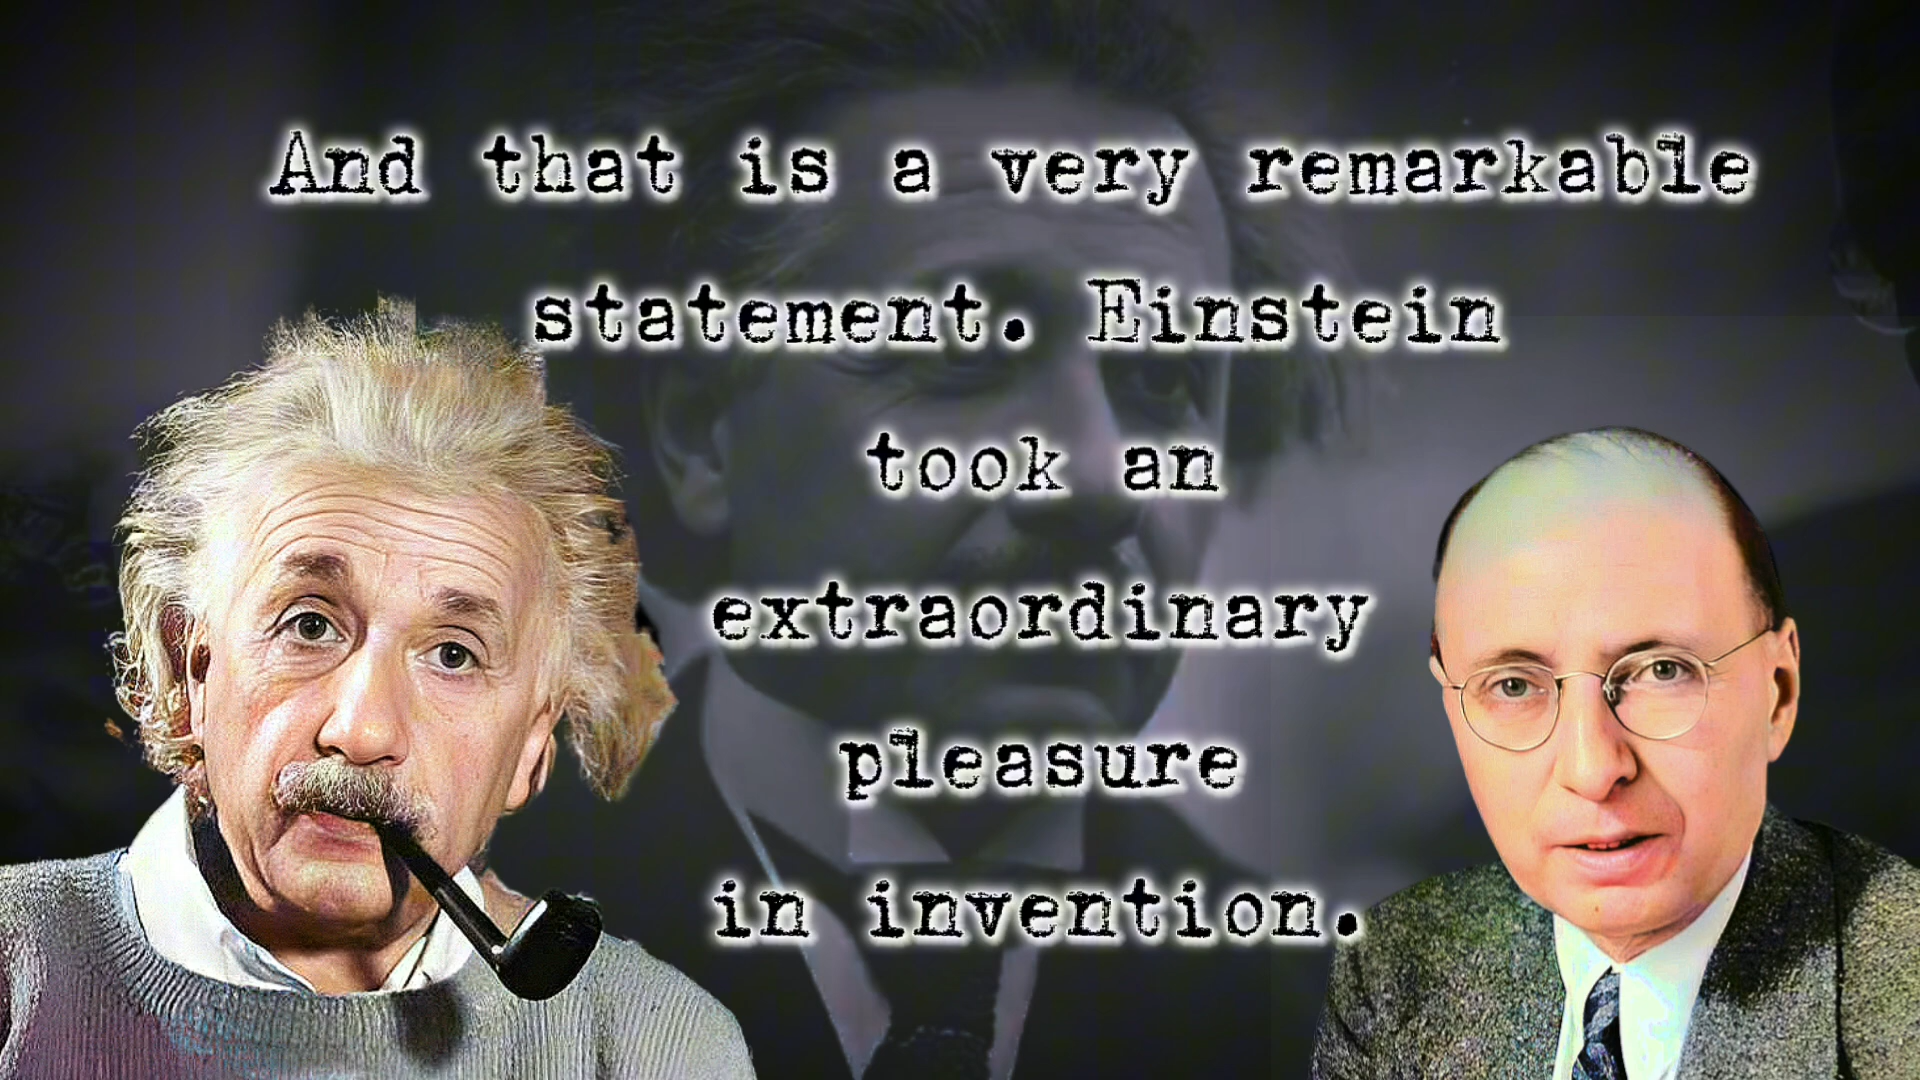 And that is a very remarkable
statement. Einstein
took an
extraordinary
pleasure
in invention.